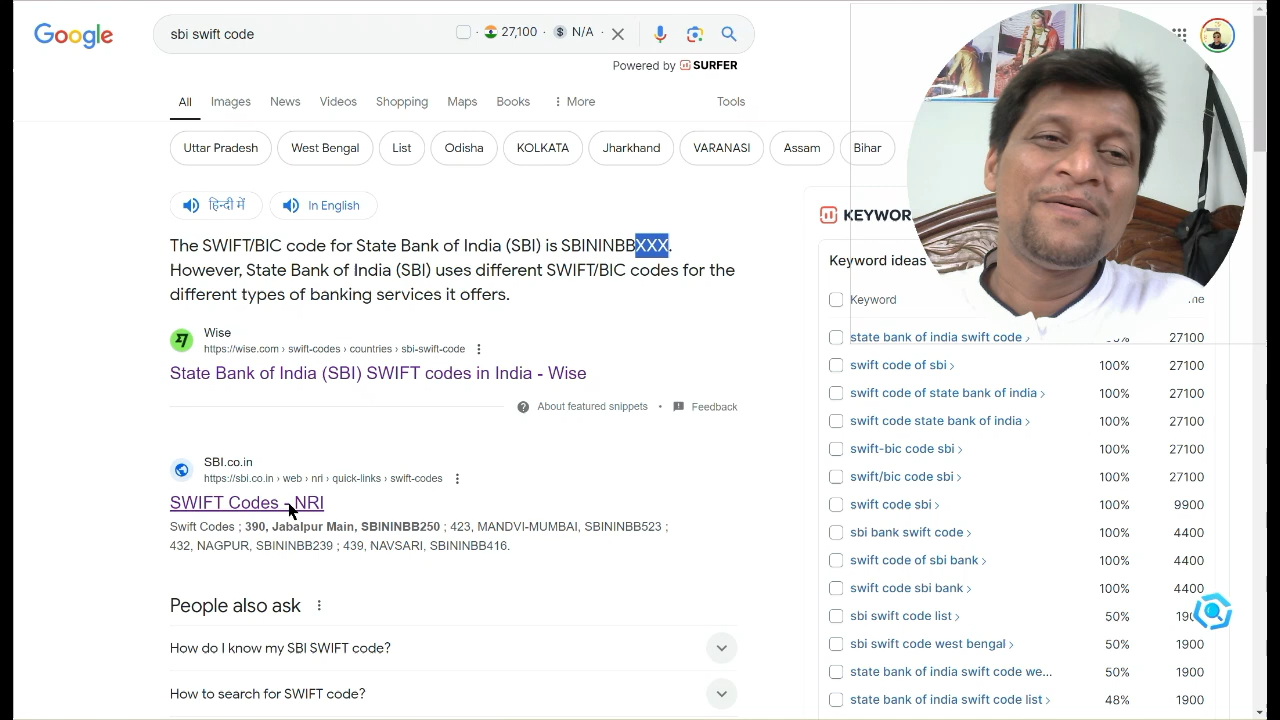 Google
sbi swift code
27,100 · $ N/A ·
Powered by SURFER
All Images News Videos Shopping Maps Books More Tools
Uttar Pradesh West Bengal List Odisha KOLKATA Jharkhand VARANASI Assam Bihar
हिन्दी में In English
The SWIFT/BIC code for State Bank of India (SBI) is SBININBBXXX.
However, State Bank of India (SBI) uses different SWIFT/BIC codes for the
different types of banking services it offers.
Wise
https://wise.com › swift-codes › countries › sbi-swift-code
State Bank of India (SBI) SWIFT codes in India - Wise
About featured snippets • Feedback
SBI.co.in
https://sbi.co.in › web › nri › quick-links › swift-codes
SWIFT Codes - NRI
Swift Codes ; 390, Jabalpur Main, SBININBB250 ; 423, MANDVI-MUMBAI, SBININBB523 ;
432, NAGPUR, SBININBB239 ; 439, NAVSARI, SBININBB416.
People also ask
How do I know my SBI SWIFT code?
How to search for SWIFT code?
Keyword ideas
Keyword
state bank of india swift code › 27100
swift code of sbi › 100% 27100
swift code of state bank of india › 100% 27100
swift code state bank of india › 100% 27100
swift-bic code sbi › 100% 27100
swift/bic code sbi › 100% 27100
swift code sbi › 100% 9900
sbi bank swift code › 100% 4400
swift code of sbi bank › 100% 4400
swift code sbi bank › 100% 4400
sbi swift code list › 50%
sbi swift code west bengal › 50% 1900
state bank of india swift code we... 50% 1900
state bank of india swift code list › 48% 1900